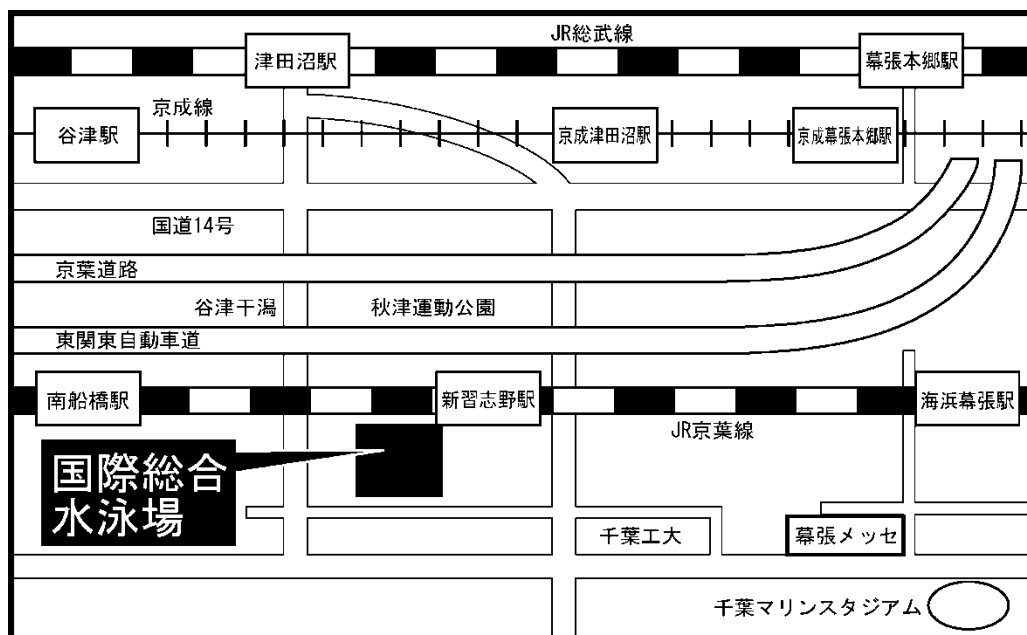 JR総武線
津田沼駅
幕張本郷駅
京成線
谷津駅
京成津田沼駅
京成幕張本郷駅
国道14号
京葉道路
谷津干潟
秋津運動公園
東関東自動車道
南船橋駅
新習志野駅
海浜幕張駅
JR京葉線
国際総合
水泳場
千葉工大
幕張メッセ
千葉マリンスタジアム